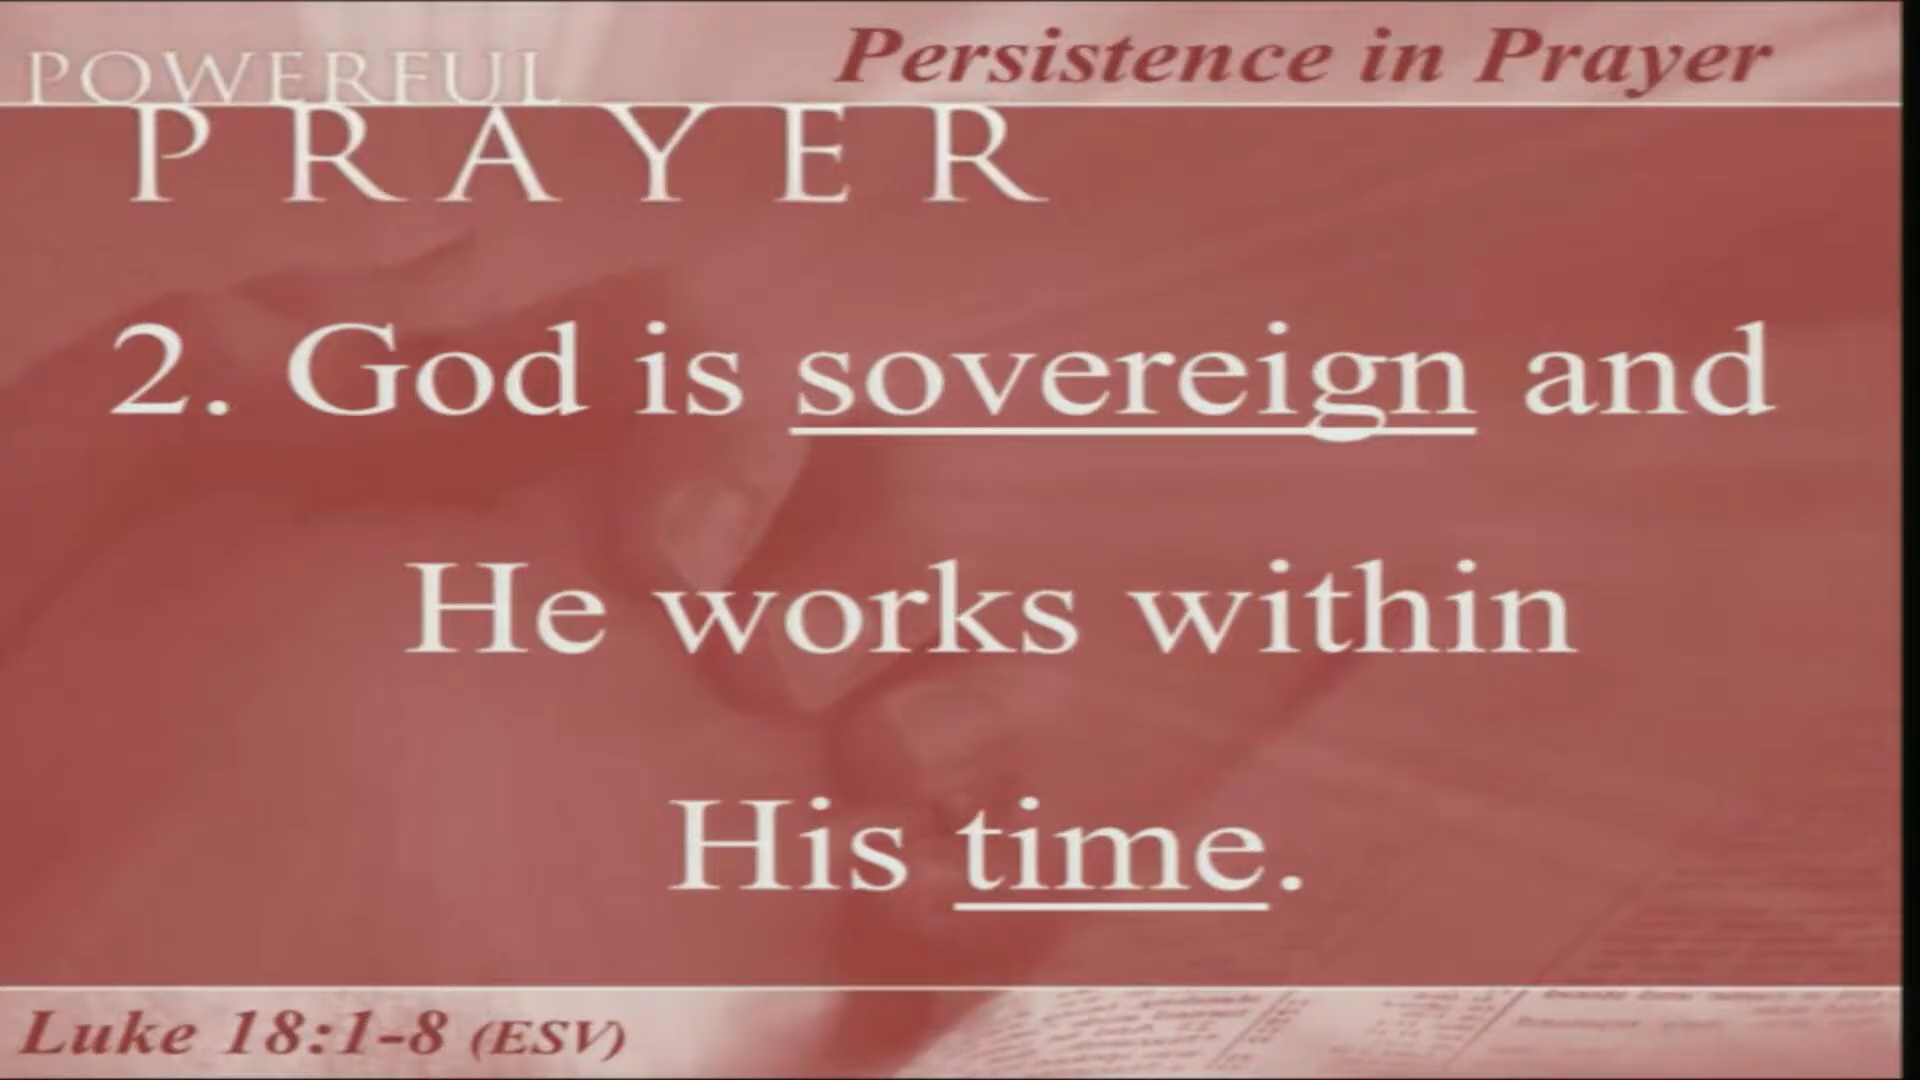 POWERFUL
Persistence in Prayer
PRAYER
2. God is sovereign and
He works within
His time.
Luke 18:1-8 (ESV)